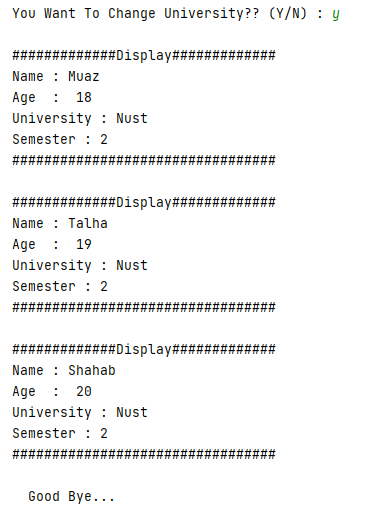 You Want To Change University?? (Y/N) : y
#############Display#############
Name : Muaz
Age  :  18
University : Nust
Semester : 2
#################################
#############Display#############
Name : Talha
Age  :  19
University : Nust
Semester : 2
#################################
#############Display#############
Name : Shahab
Age  :  20
University : Nust
Semester : 2
#################################
Good Bye...